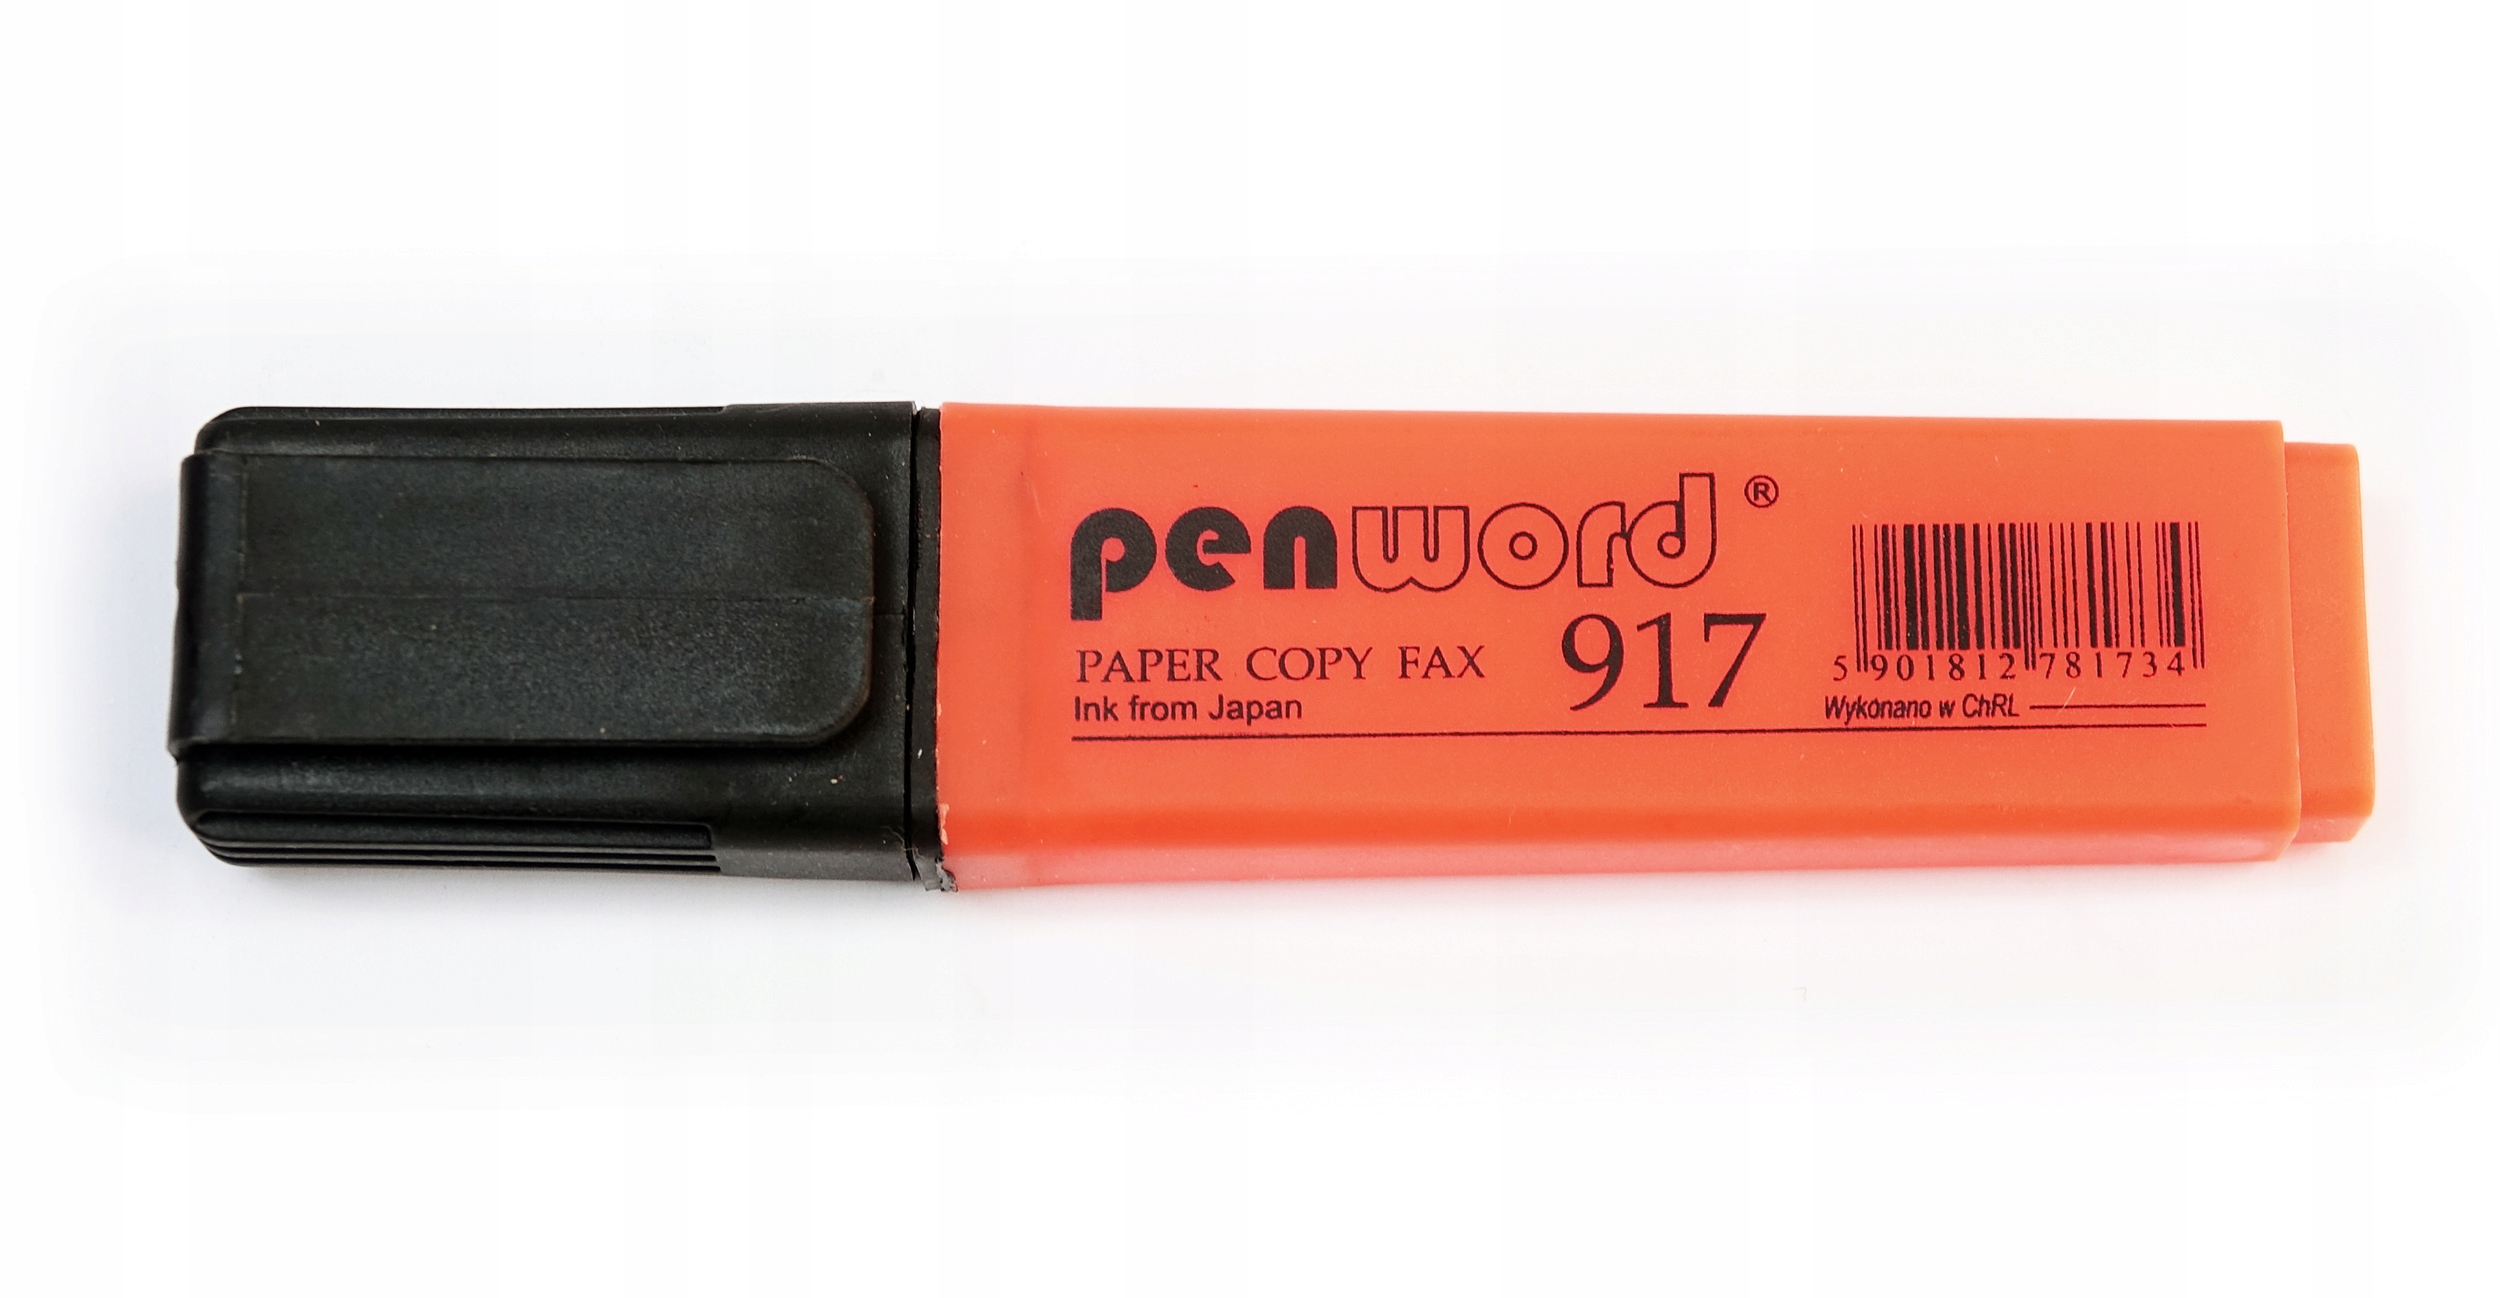 penword ®
PAPER COPY FAX 917
Ink from Japan
5 901812 781734
Wykonano w ChRL